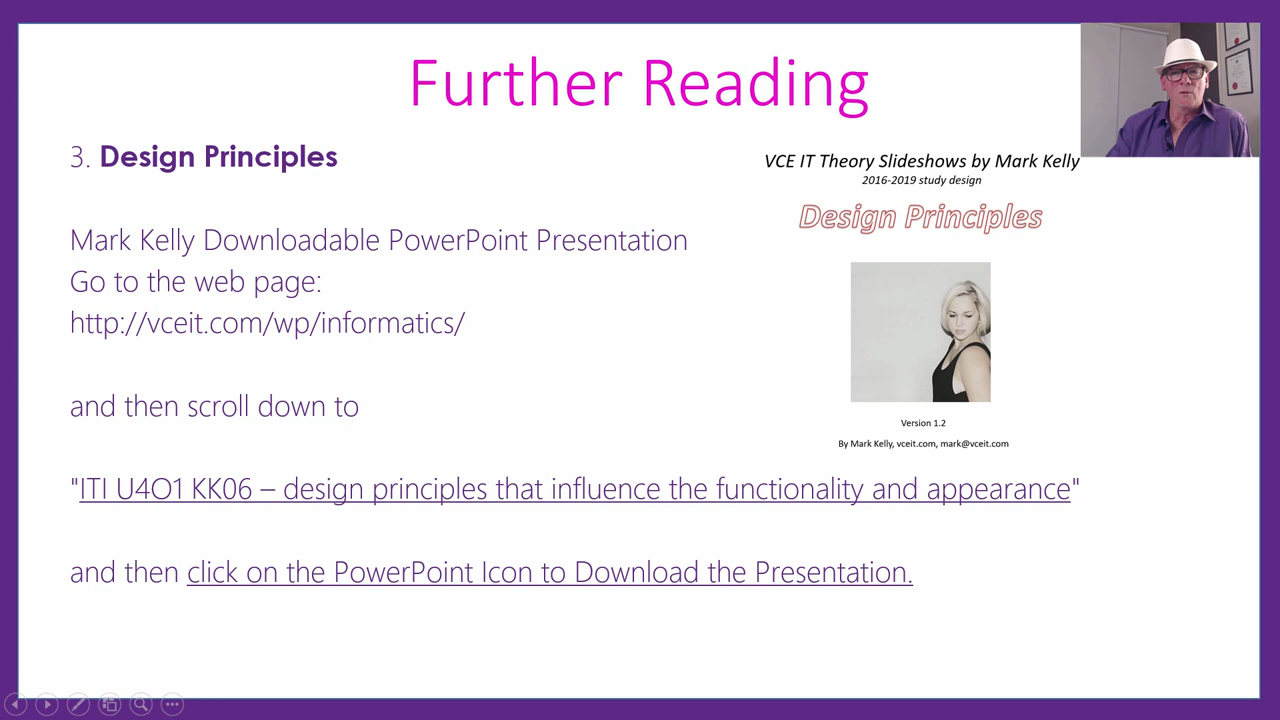 Further Reading
3. Design Principles
Mark Kelly Downloadable PowerPoint Presentation
Go to the web page:
http://vceit.com/wp/informatics/
and then scroll down to
"ITI U4O1 KK06 – design principles that influence the functionality and appearance"
and then click on the PowerPoint Icon to Download the Presentation.
VCE IT Theory Slideshows by Mark Kelly
2016-2019 study design
Design Principles
Version 1.2
By Mark Kelly, vceit.com, mark@vceit.com